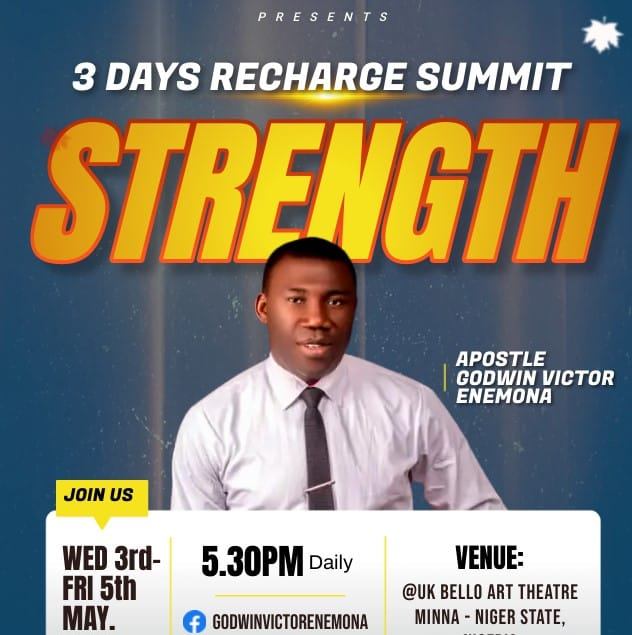 PRESENTS
3 DAYS RECHARGE SUMMIT
STRENGTH
APOSTLE
GODWIN VICTOR
ENEMONA
JOIN US
WED 3rd-
FRI 5th
MAY.
5.30PM Daily
GODWINVICTORENEMONA
VENUE:
@UK BELLO ART THEATRE
MINNA - NIGER STATE,